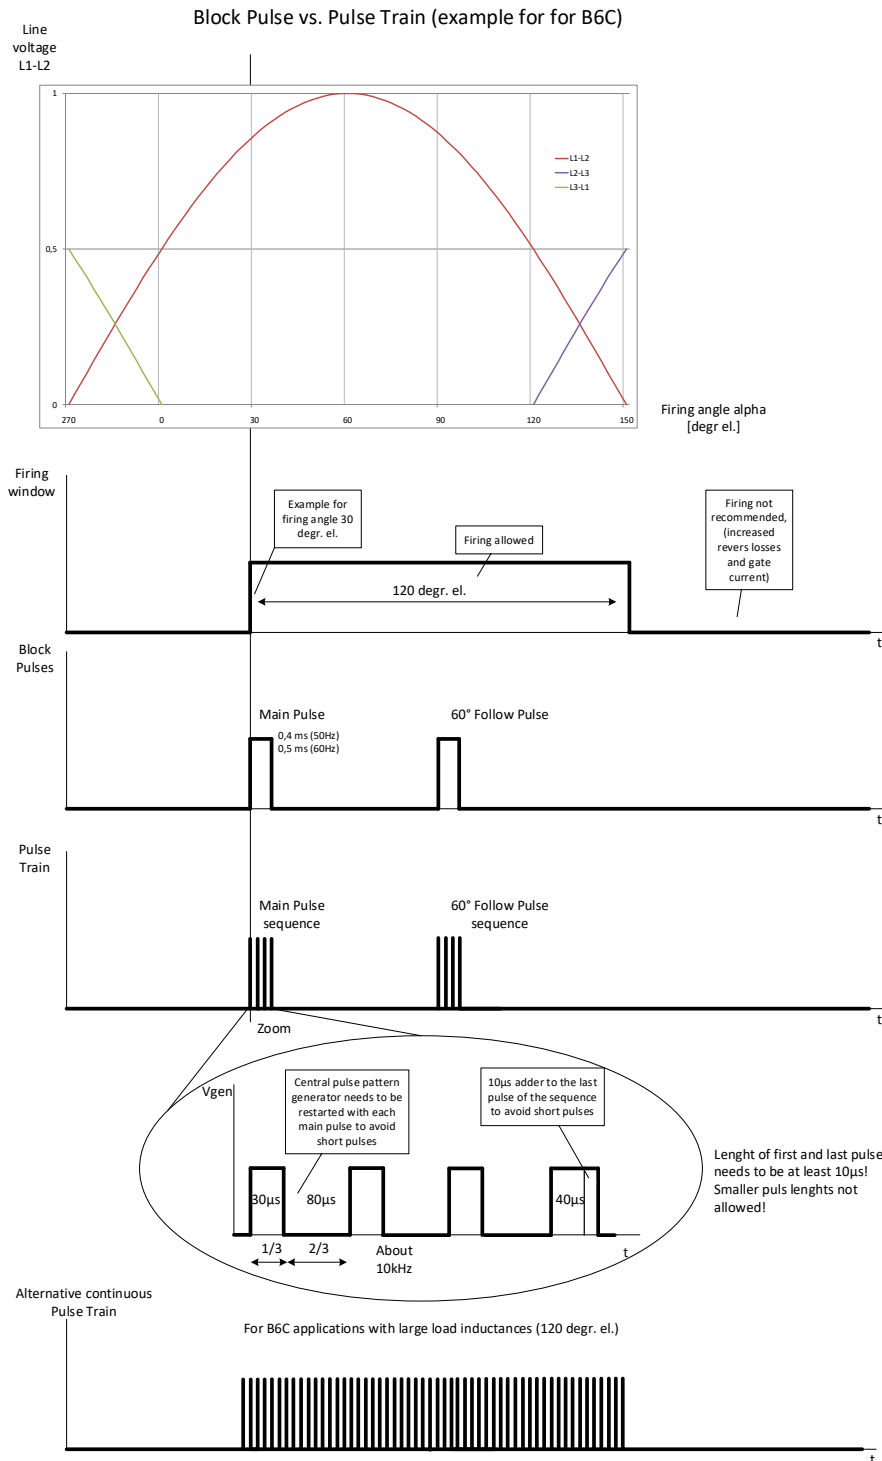 Block Pulse vs. Pulse Train (example for for B6C)
Line
voltage
L1-L2
1
0,5
0
L1-L2
L2-L3
L3-L1
270
0
30
60
90
120
150
Firing angle alpha
[degr el.]
Firing
window
Example for
firing angle 30
degr. el.
Firing allowed
Firing not
recommended,
(increased
revers losses
and gate
current)
120 degr. el.
t
Block
Pulses
Main Pulse
0,4 ms (50Hz)
0,5 ms (60Hz)
60° Follow Pulse
t
Pulse
Train
Main Pulse
sequence
60° Follow Pulse
sequence
t
Zoom
Vgen
Central pulse pattern
generator needs to be
restarted with each
main pulse to avoid
short pulses
10µs adder to the last
pulse of the sequence
to avoid short pulses
30µs
80µs
40µs
1/3
2/3
About
10kHz
t
Lenght of first and last pulse
needs to be at least 10µs!
Smaller puls lenghts not
allowed!
Alternative continuous
Pulse Train
For B6C applications with large load inductances (120 degr. el.)
t